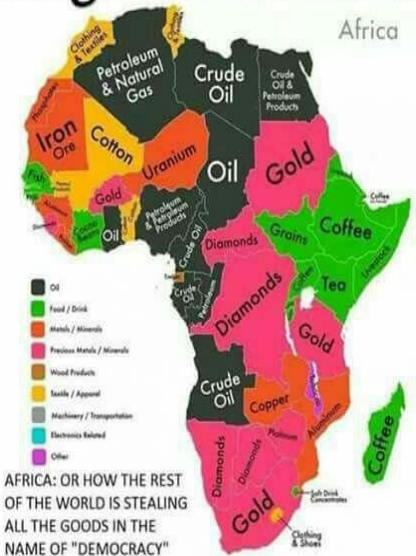 Africa
Clothing
& Textiles
Petroleum
& Natural
Gas
Crude
Oil
Crude
Oil &
Petroleum
Products
Phosphates
Iron
Ore
Cotton
Uranium
Oil
Gold
Fish
Gold
Cocoa
Beans
Oil
Petroleum
& Petroleum
Products
Crude Oil
Diamonds
Grains
Coffee
Coffee
Livestock
Crude
Oil
Petroleum
Diamonds
Coffee
Tea
Gold
Crude
Oil
Copper
Aluminum
Platinum
Diamonds
Diamonds
Gold
Coffee
Soft Drink
Concentrates
Clothing
& Shoes
Oil
Food / Drink
Metals / Minerals
Precious Metals / Minerals
Wood Products
Textile / Apparel
Machinery / Transportation
Electronics Related
Other
AFRICA: OR HOW THE REST
OF THE WORLD IS STEALING
ALL THE GOODS IN THE
NAME OF "DEMOCRACY"